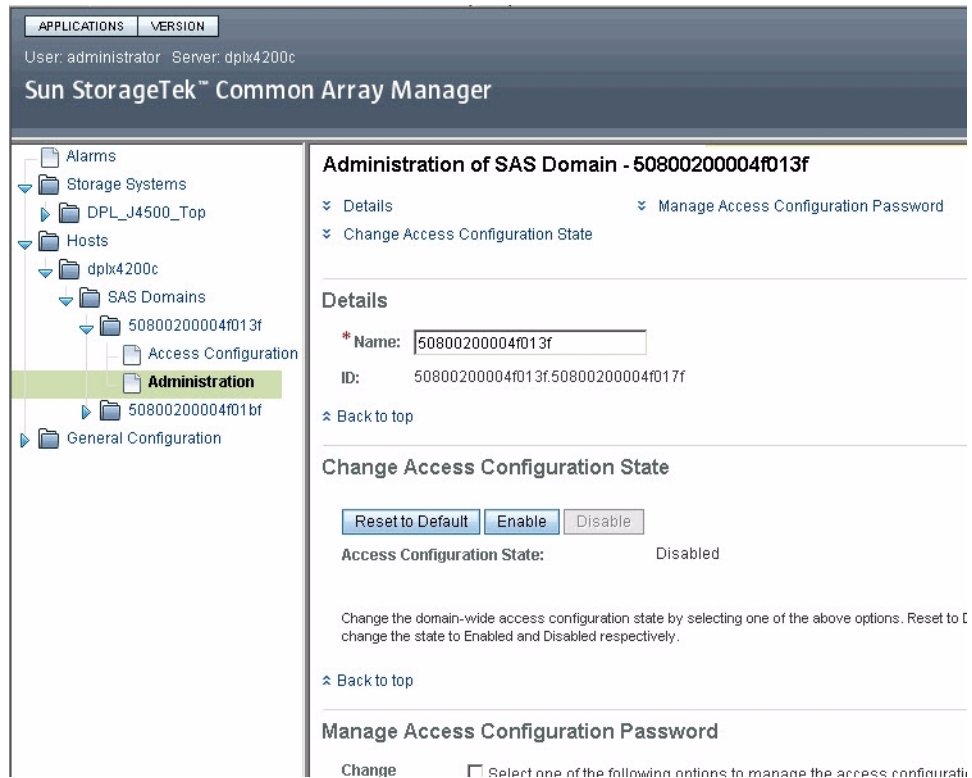 APPLICATIONS VERSION
User: administrator Server: dplx4200c
Sun StorageTek™ Common Array Manager
Alarms
Storage Systems
DPL_J4500_Top
Hosts
dplx4200c
SAS Domains
50800200004f013f
Access Configuration
Administration
50800200004f01bf
General Configuration
Administration of SAS Domain - 50800200004f013f
Details
Manage Access Configuration Password
Change Access Configuration State
Details
* Name: 50800200004f013f
ID: 50800200004f013f.50800200004f017f
Back to top
Change Access Configuration State
Reset to Default Enable Disable
Access Configuration State: Disabled
Change the domain-wide access configuration state by selecting one of the above options. Reset to
change the state to Enabled and Disabled respectively.
Back to top
Manage Access Configuration Password
Change
Select one of the following options to manage the access